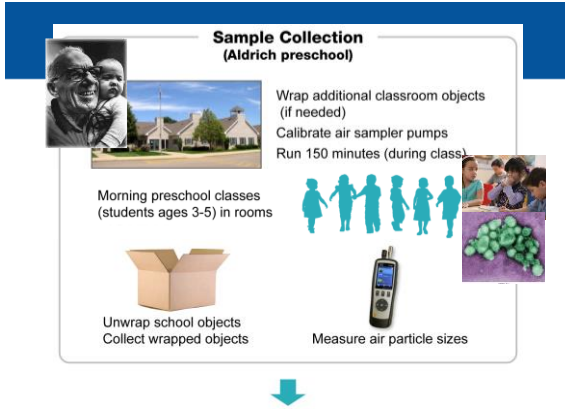 Sample Collection
(Aldrich preschool)
Wrap additional classroom objects
(if needed)
Calibrate air sampler pumps
Run 150 minutes (during class)
Morning preschool classes
(students ages 3-5) in rooms
Unwrap school objects
Collect wrapped objects
Measure air particle sizes